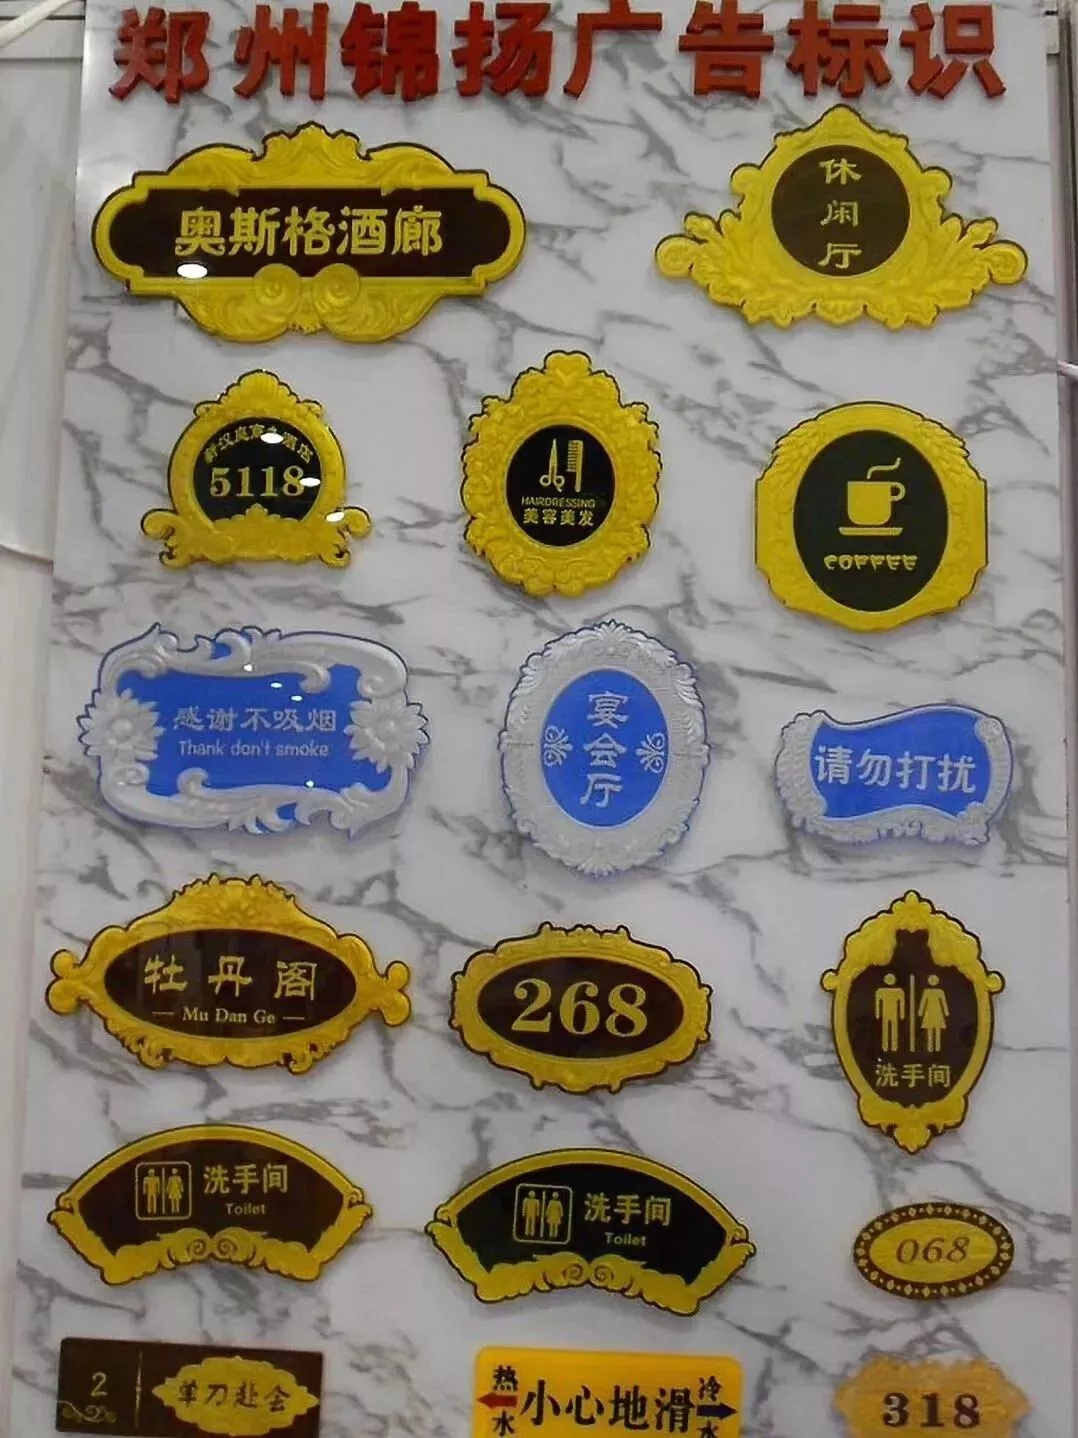 郑州锦扬广告标识
奥斯格酒廊
休
闲
厅
5118
HAIRDRESSING
美容美发
COFFEE
感谢不吸烟
Thank don't smoke
宴
会
厅
请勿打扰
牡丹阁
Mu Dan Ge
268
洗手间
洗手间
Toilet
洗手间
Toilet
068
2
单刀赴会
热
水
小心地滑
冷
水
318